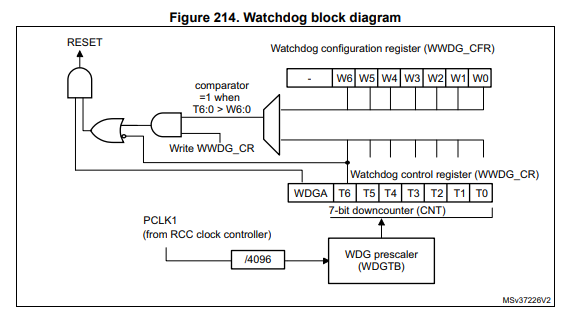 Figure 214. Watchdog block diagram
RESET
Watchdog configuration register (WWDG_CFR)
- W6 W5 W4 W3 W2 W1 W0
comparator
=1 when
T6:0 > W6:0
Write WWDG_CR
Watchdog control register (WWDG_CR)
WDGA T6 T5 T4 T3 T2 T1 T0
7-bit downcounter (CNT)
PCLK1
(from RCC clock controller)
/4096
WDG prescaler
(WDGTB)
MSv37226V2